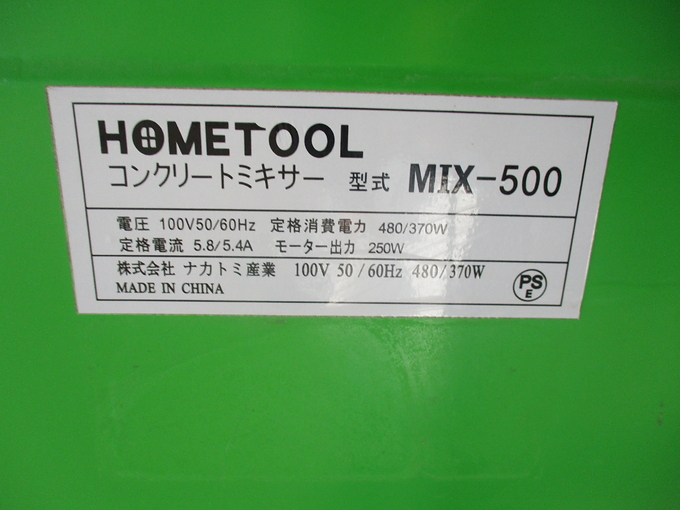 HOMETOOL
コンクリートミキサー 型式 MIX-500
電圧 100V50/60Hz 定格消費電力 480/370W
定格電流 5.8/5.4A モーター出力 250W
株式会社 ナカトミ産業 100V 50/60Hz 480/370W
MADE IN CHINA
PS
E